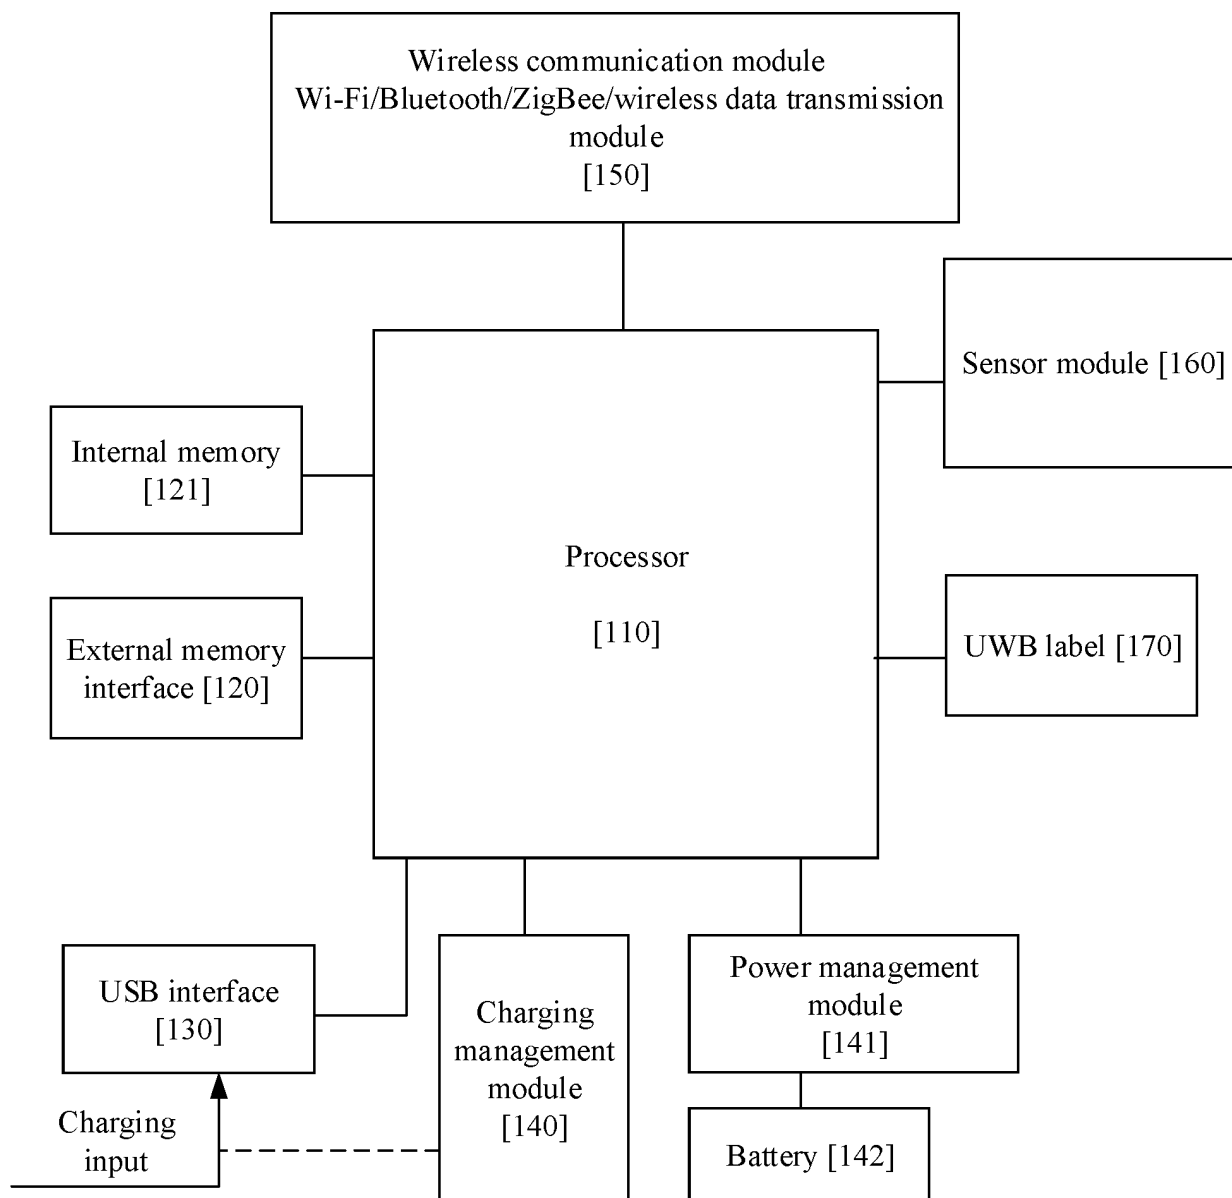 Wireless communication module
Wi-Fi/Bluetooth/ZigBee/wireless data transmission
module
[150]
Sensor module [160]
Internal memory
[121]
Processor
[110]
External memory
interface [120]
UWB label [170]
USB interface
[130]
Charging
management
module
[140]
Power management
module
[141]
Charging
input
Battery [142]